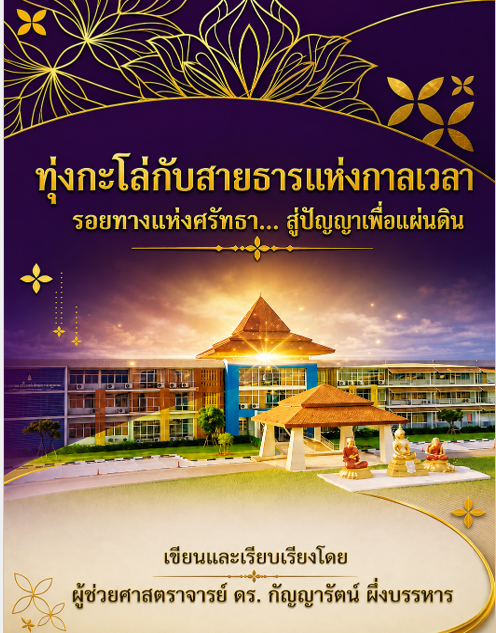 ทุ่งกะโล่กับสายธารแห่งกาลเวลา
รอยทางแห่งศรัทธา... สู่ปัญญาเพื่อแผ่นดิน
เขียนและเรียบเรียงโดย
ผู้ช่วยศาสตราจารย์ ดร. กัญญารัตน์ ผึ่งบรรหาร